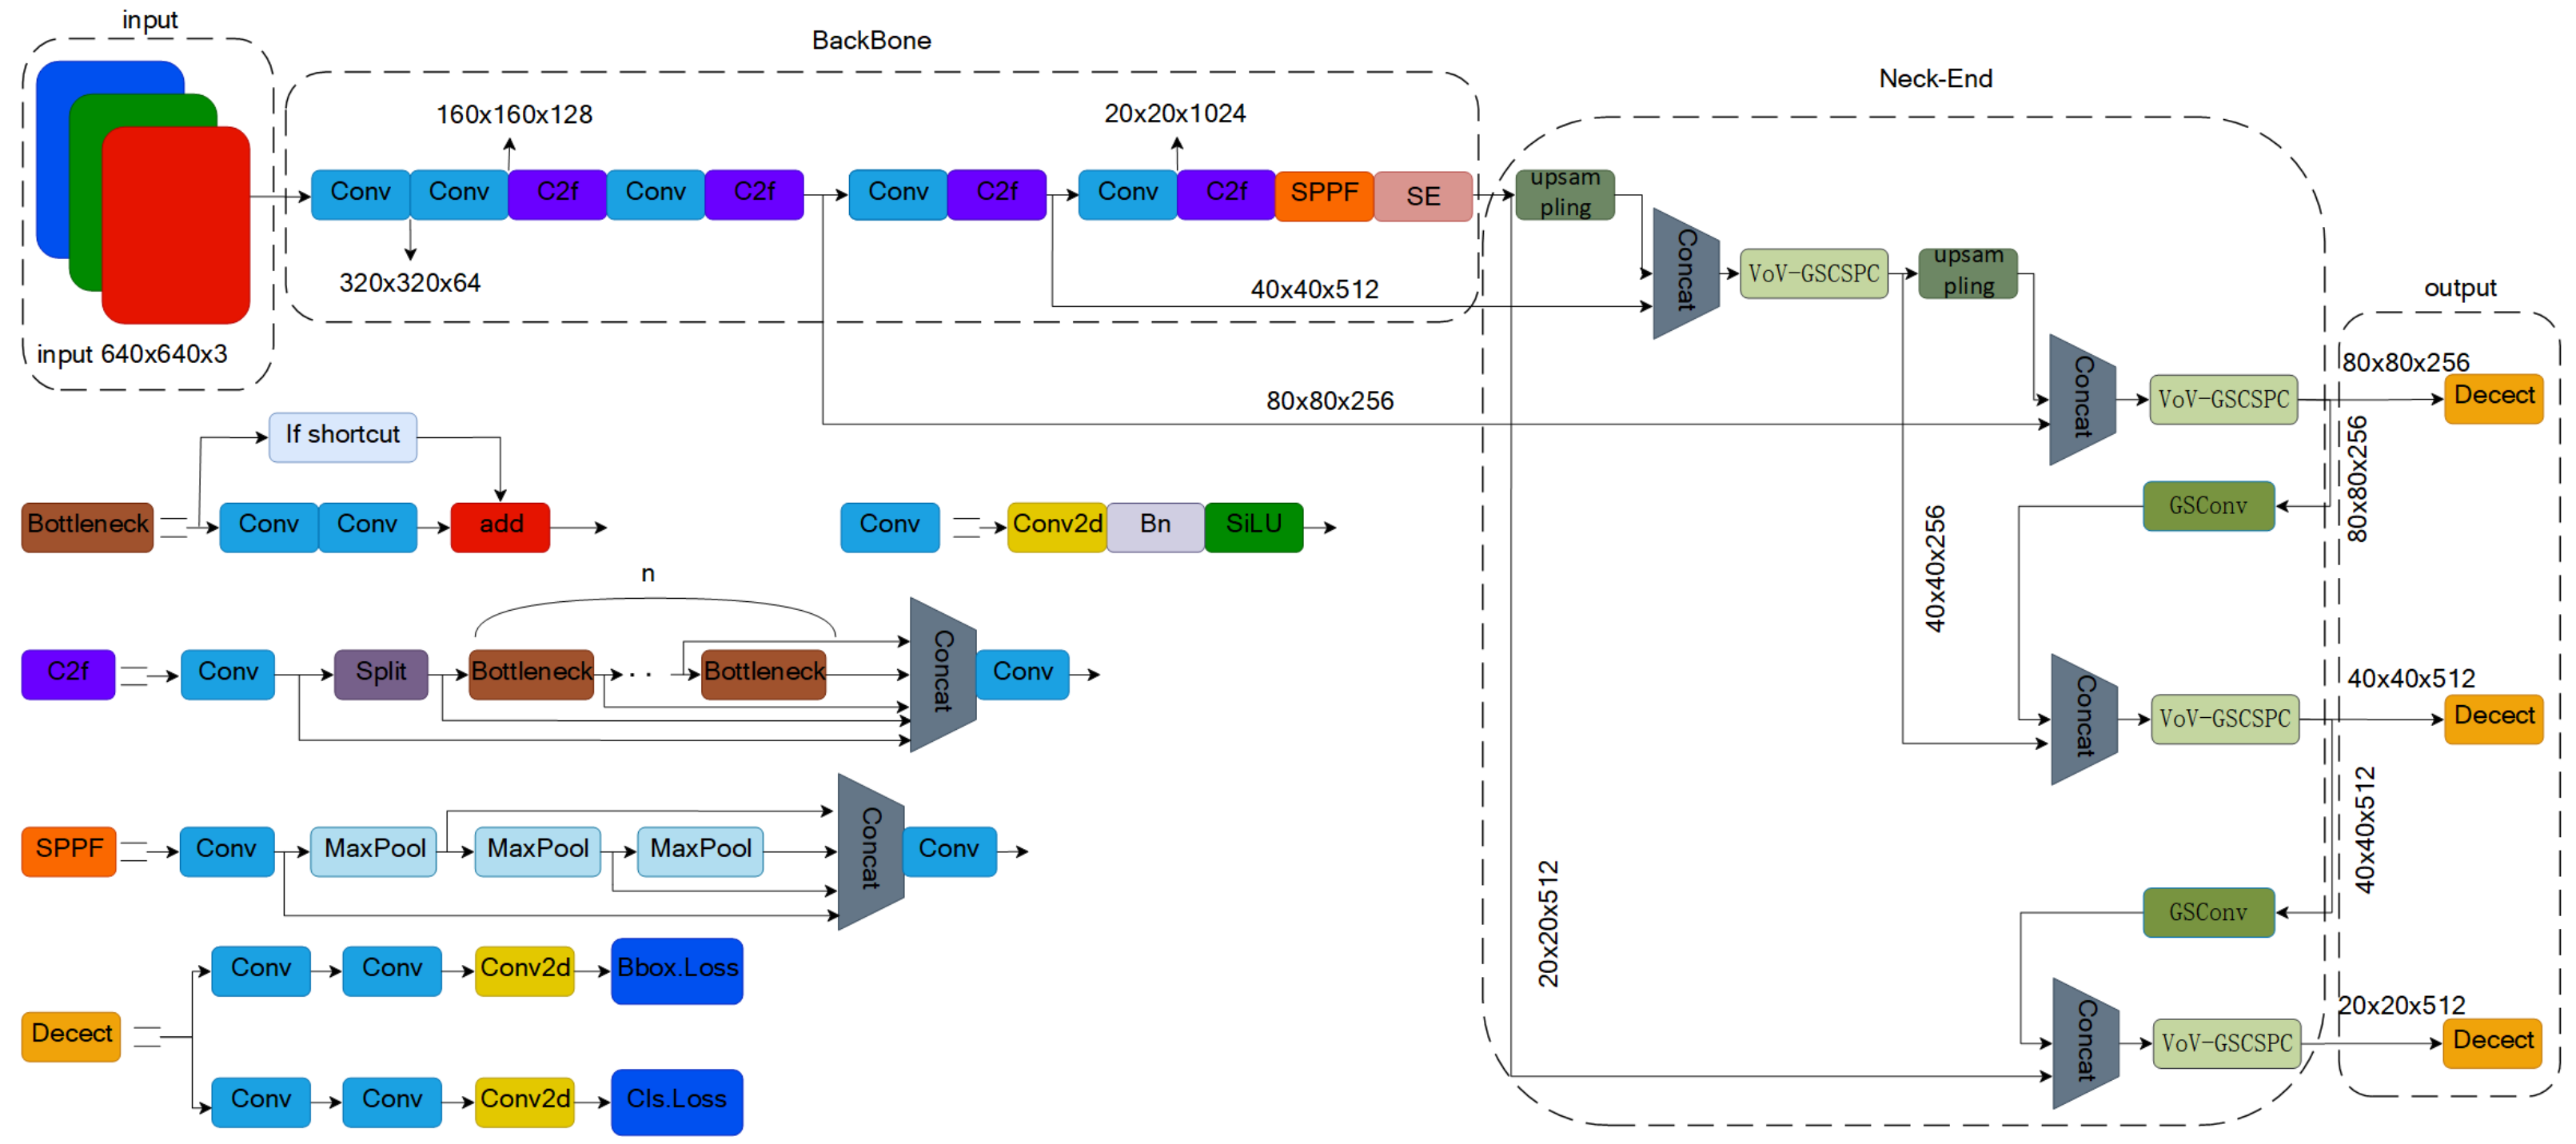 input
BackBone
Neck-End
160x160x128
20x20x1024
Conv
Conv
C2f
Conv
C2f
Conv
C2f
Conv
C2f
SPPF
SE
upsam
pling
320x320x64
40x40x512
Concat
VoV-GSCSPC
upsam
pling
output
input 640x640x3
80x80x256
Concat
VoV-GSCSPC
80x80x256
Decect
80x80x256
If shortcut
Bottleneck
Conv
Conv
add
Conv
Conv2d
Bn
SiLU
GSConv
40x40x256
n
C2f
Conv
Split
Bottleneck
Bottleneck
Concat
Conv
Concat
VoV-GSCSPC
40x40x512
Decect
40x40x512
SPPF
Conv
MaxPool
MaxPool
MaxPool
Concat
Conv
20x20x512
GSConv
Conv
Conv
Conv2d
Bbox.Loss
Decect
Conv
Conv
Conv2d
Cls.Loss
Concat
VoV-GSCSPC
20x20x512
Decect